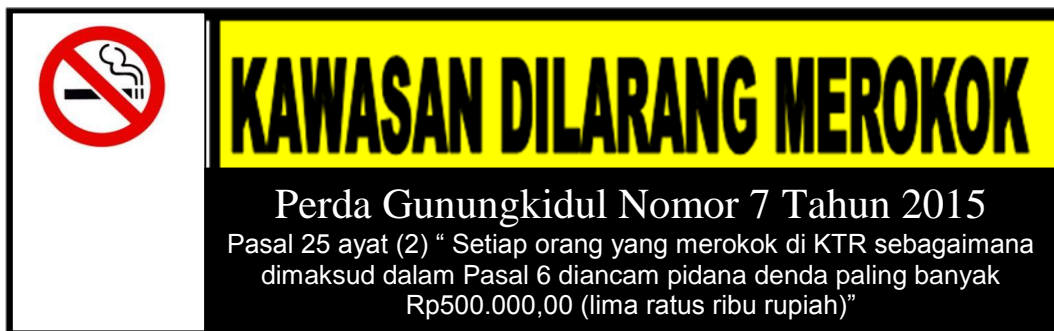 KAWASAN DILARANG MEROKOK
Perda Gunungkidul Nomor 7 Tahun 2015
Pasal 25 ayat (2) “ Setiap orang yang merokok di KTR sebagaimana
dimaksud dalam Pasal 6 diancam pidana denda paling banyak
Rp500.000,00 (lima ratus ribu rupiah)”